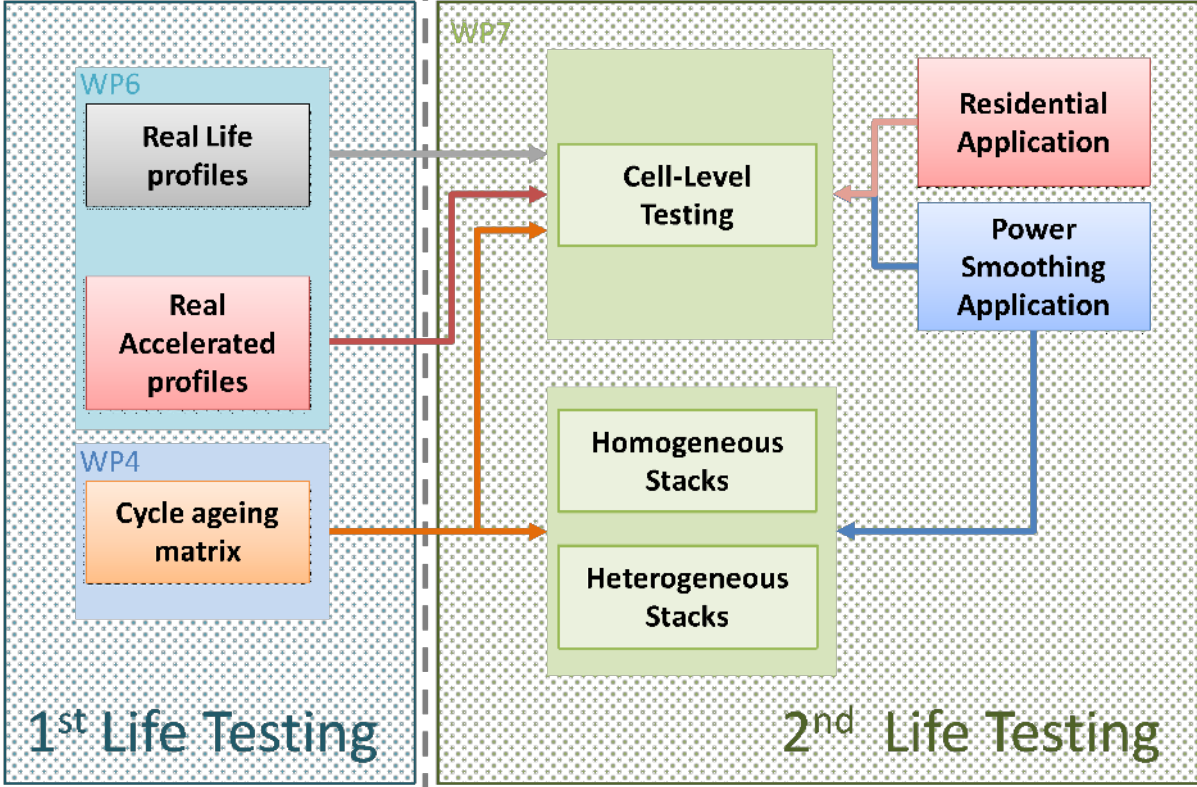 WP6
Real Life
profiles
Real
Accelerated
profiles
WP4
Cycle ageing
matrix
1st Life Testing
WP7
Cell-Level
Testing
Homogeneous
Stacks
Heterogeneous
Stacks
Residential
Application
Power
Smoothing
Application
2nd Life Testing